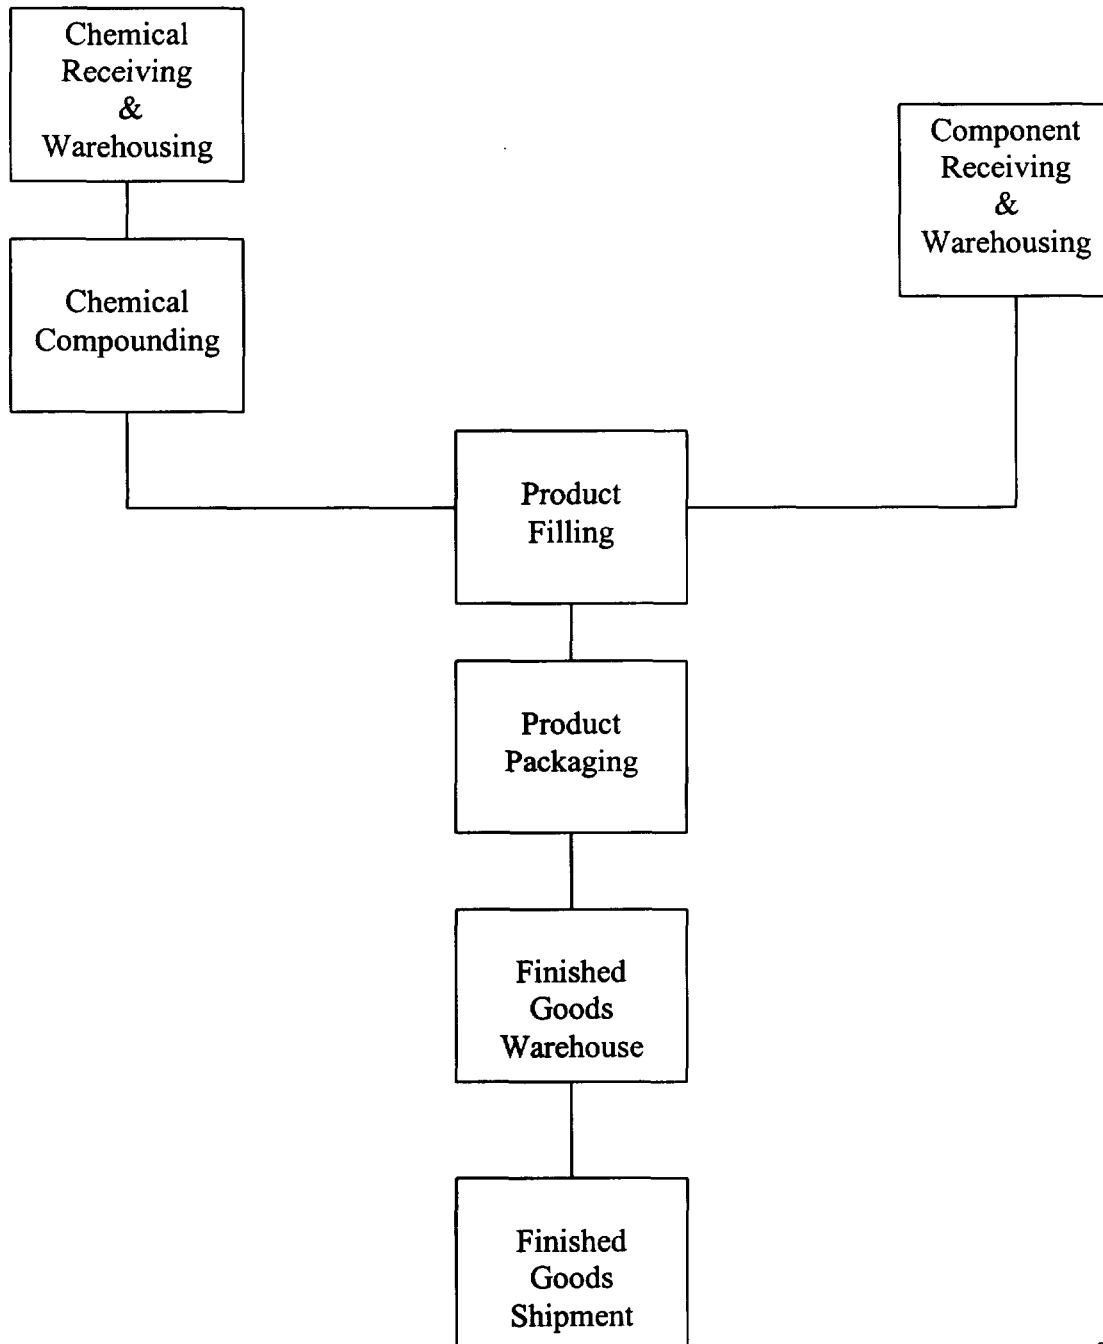 Chemical
Receiving
&
Warehousing
Component
Receiving
&
Warehousing
Chemical
Compounding
Product
Filling
Product
Packaging
Finished
Goods
Warehouse
Finished
Goods
Shipment